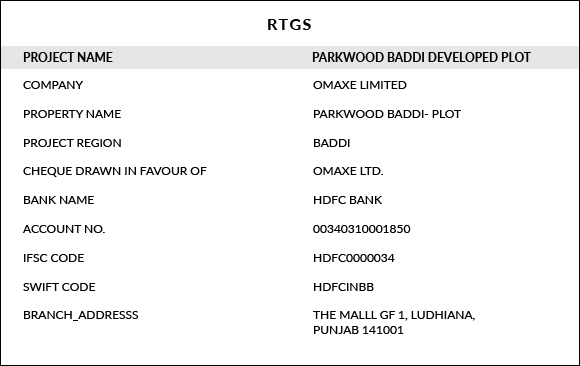 RTGS
PROJECT NAME PARKWOOD BADDI DEVELOPED PLOT
COMPANY OMAXE LIMITED
PROPERTY NAME PARKWOOD BADDI- PLOT
PROJECT REGION BADDI
CHEQUE DRAWN IN FAVOUR OF OMAXE LTD.
BANK NAME HDFC BANK
ACCOUNT NO. 00340310001850
IFSC CODE HDFC0000034
SWIFT CODE HDFCINBB
BRANCH_ADDRESSS THE MALLL GF 1, LUDHIANA,
PUNJAB 141001